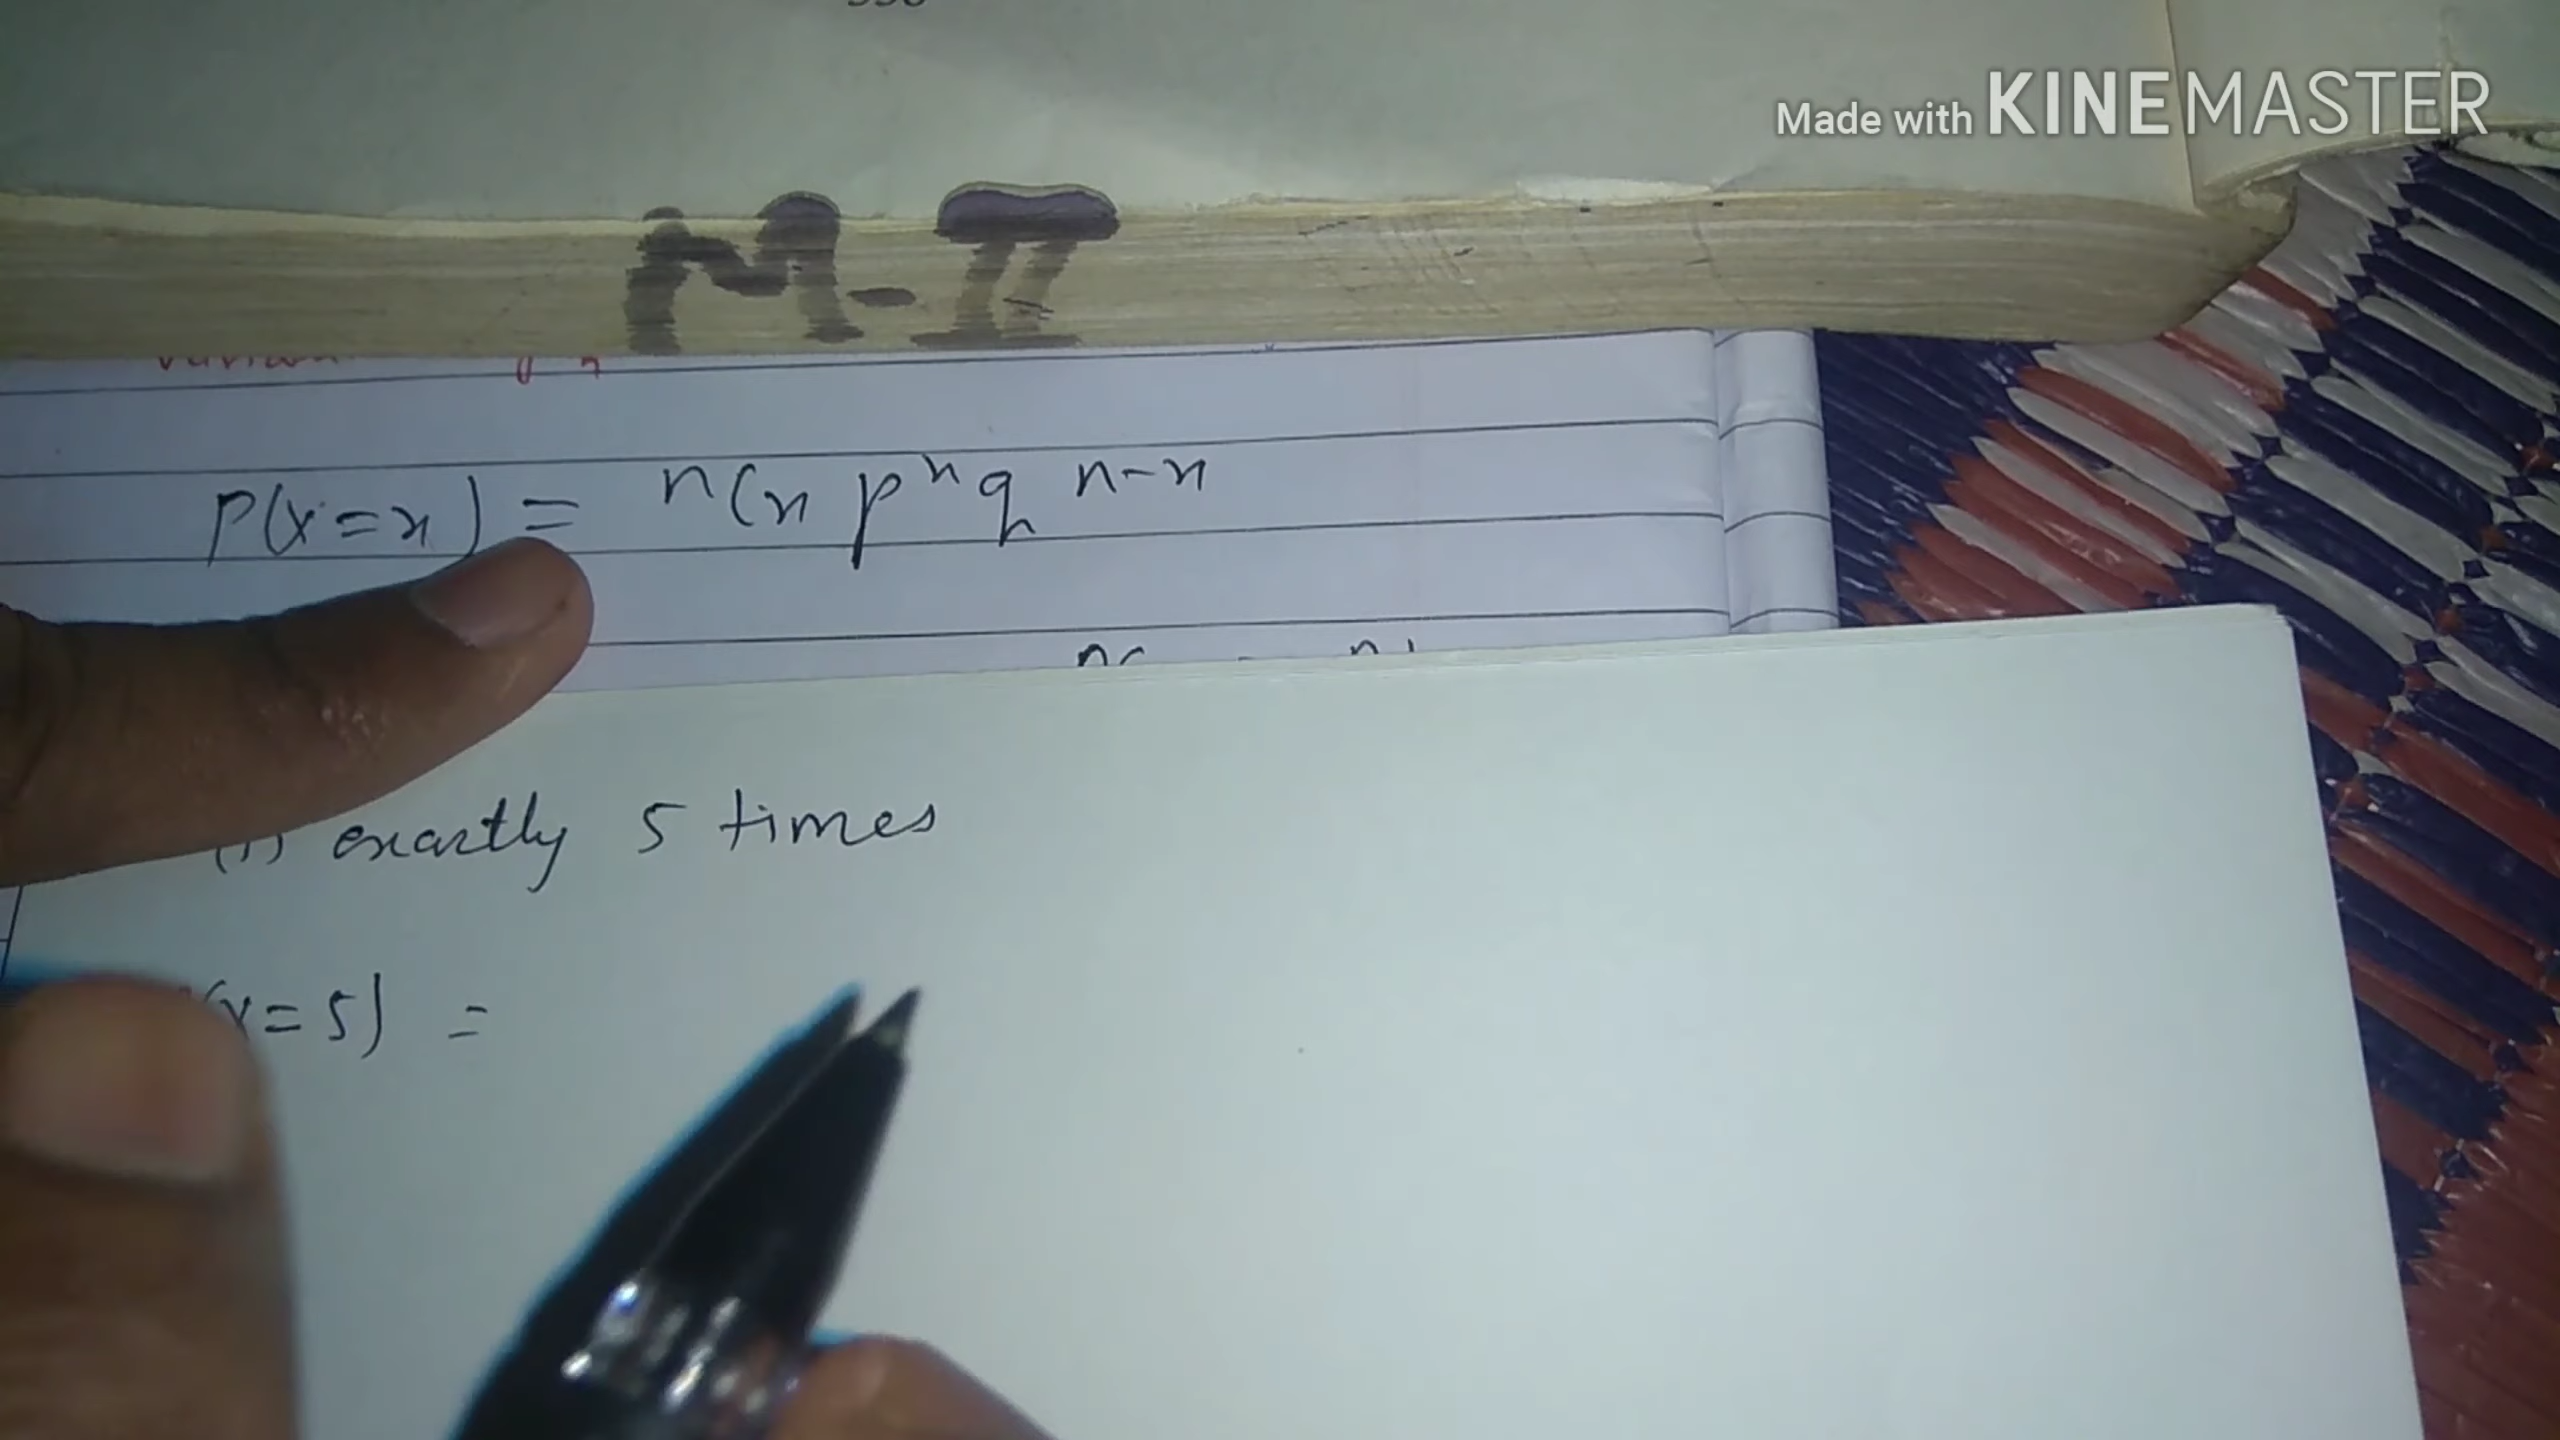 Made with KINEMASTER
M-II
P(X=x) = nCx p^x q^n-x
(i) exactly 5 times
(x=5) =